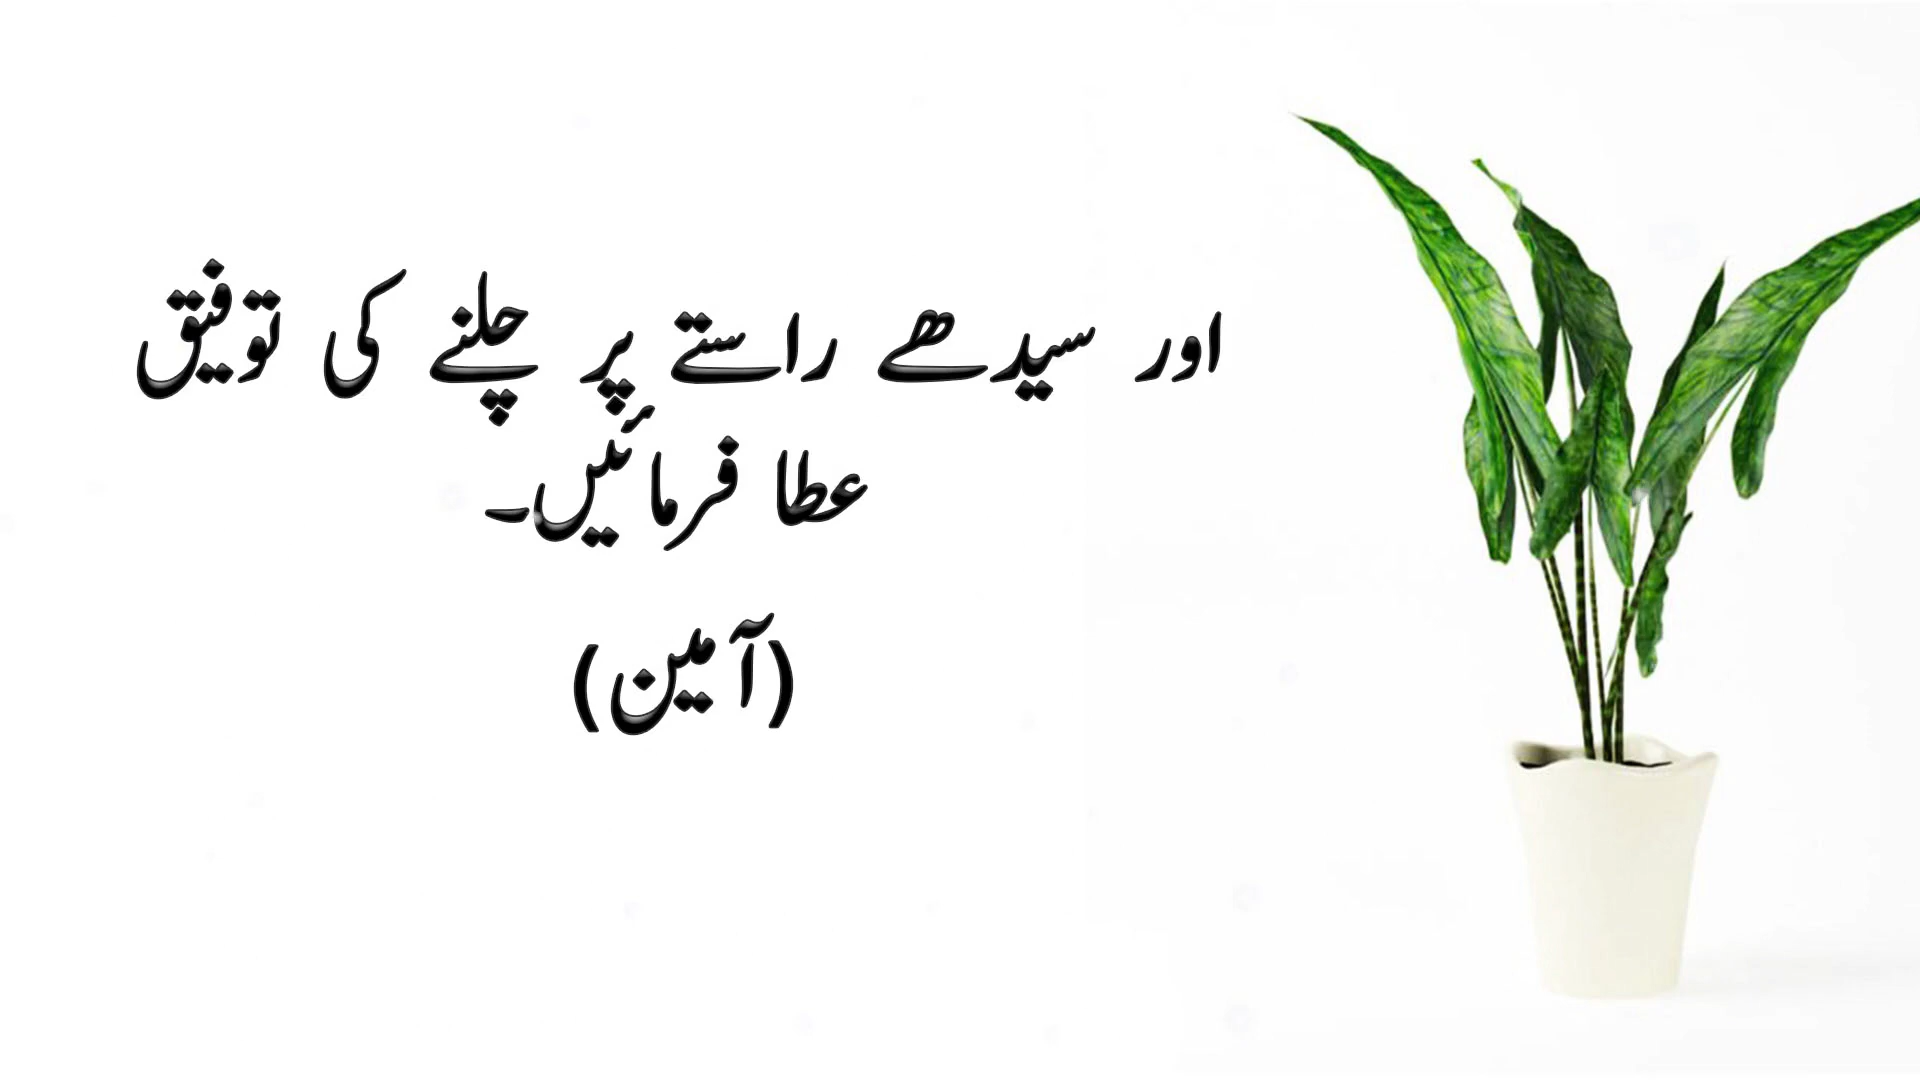 اور سیدھے راستے پر چلنے کی توفیق
عطا فرمائیں۔
(آمین)